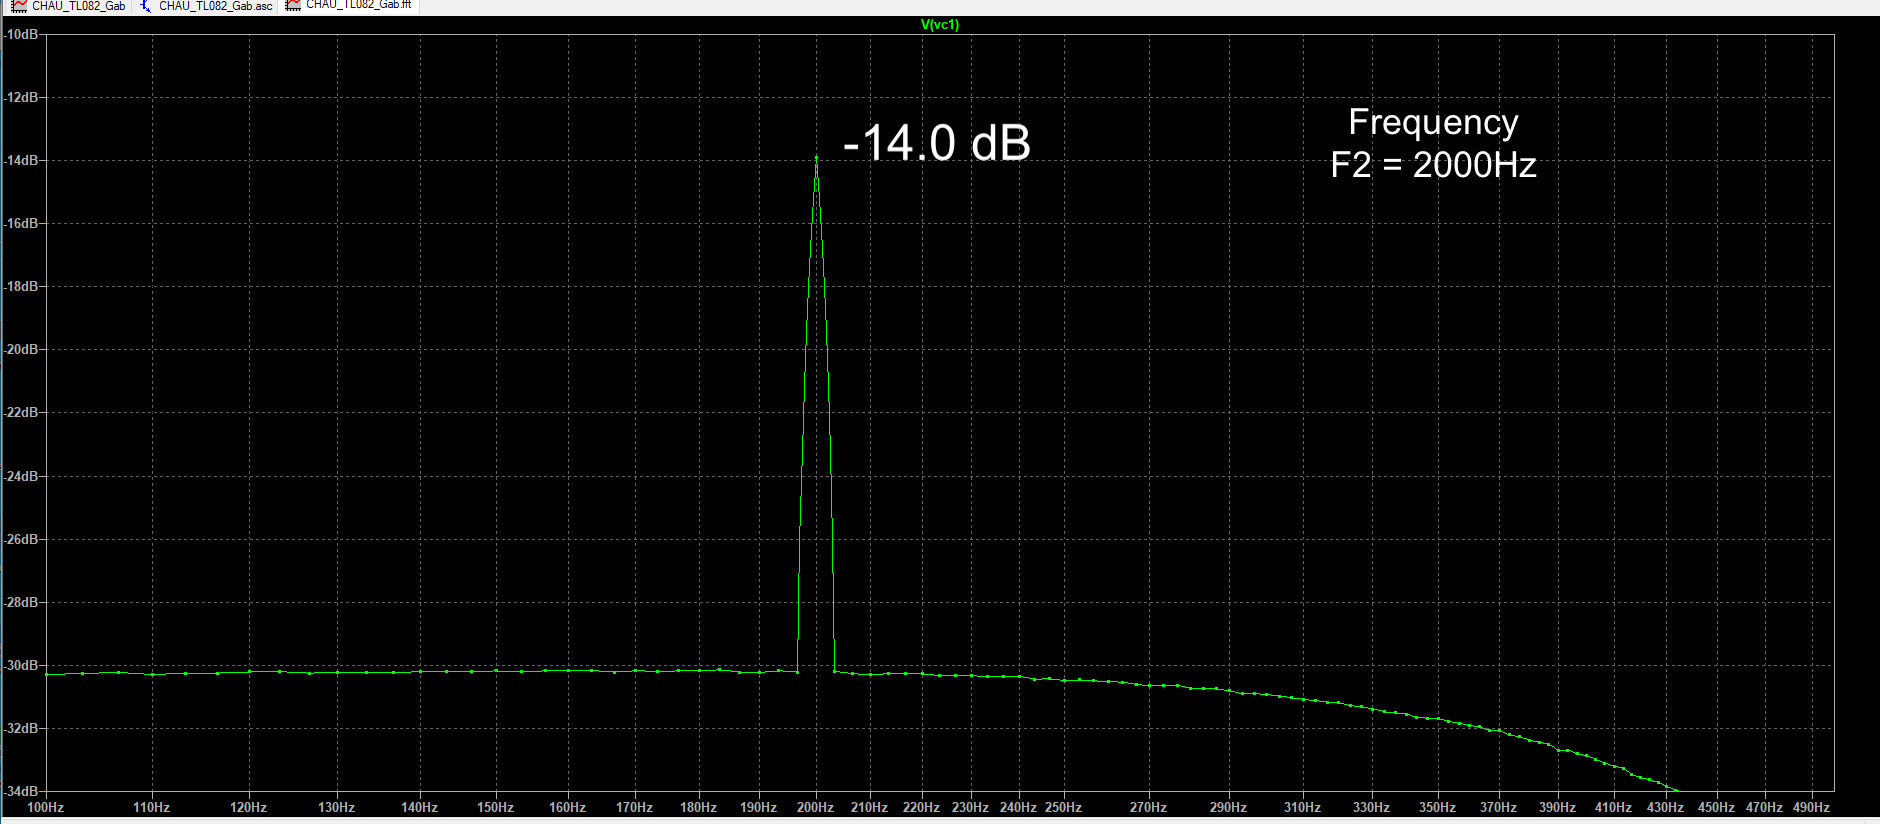 CHAU_TL082_Gab CHAU_TL082_Gab.asc CHAU_TL082_Gab.fft
V(vc1)
-10dB
-12dB
-14dB
-16dB
-18dB
-20dB
-22dB
-24dB
-26dB
-28dB
-30dB
-32dB
-34dB
-14.0 dB
Frequency
F2 = 2000Hz
100Hz 110Hz 120Hz 130Hz 140Hz 150Hz 160Hz 170Hz 180Hz 190Hz 200Hz 210Hz 220Hz 230Hz 240Hz 250Hz 270Hz 290Hz 310Hz 330Hz 350Hz 370Hz 390Hz 410Hz 430Hz 450Hz 470Hz 490Hz